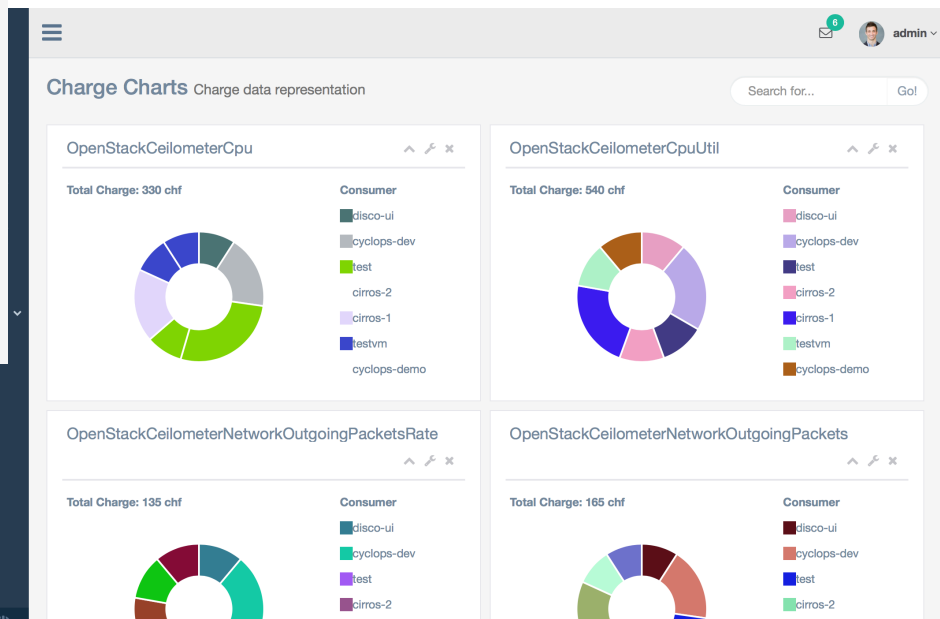 6
admin
Charge Charts Charge data representation
Search for... Go!
OpenStackCeilometerCpu
Total Charge: 330 chf
Consumer
disco-ui
cyclops-dev
test
cirros-2
cirros-1
testvm
cyclops-demo
OpenStackCeilometerCpuUtil
Total Charge: 540 chf
Consumer
disco-ui
cyclops-dev
test
cirros-2
cirros-1
testvm
cyclops-demo
OpenStackCeilometerNetworkOutgoingPacketsRate
Total Charge: 135 chf
Consumer
disco-ui
cyclops-dev
test
cirros-2
OpenStackCeilometerNetworkOutgoingPackets
Total Charge: 165 chf
Consumer
disco-ui
cyclops-dev
test
cirros-2